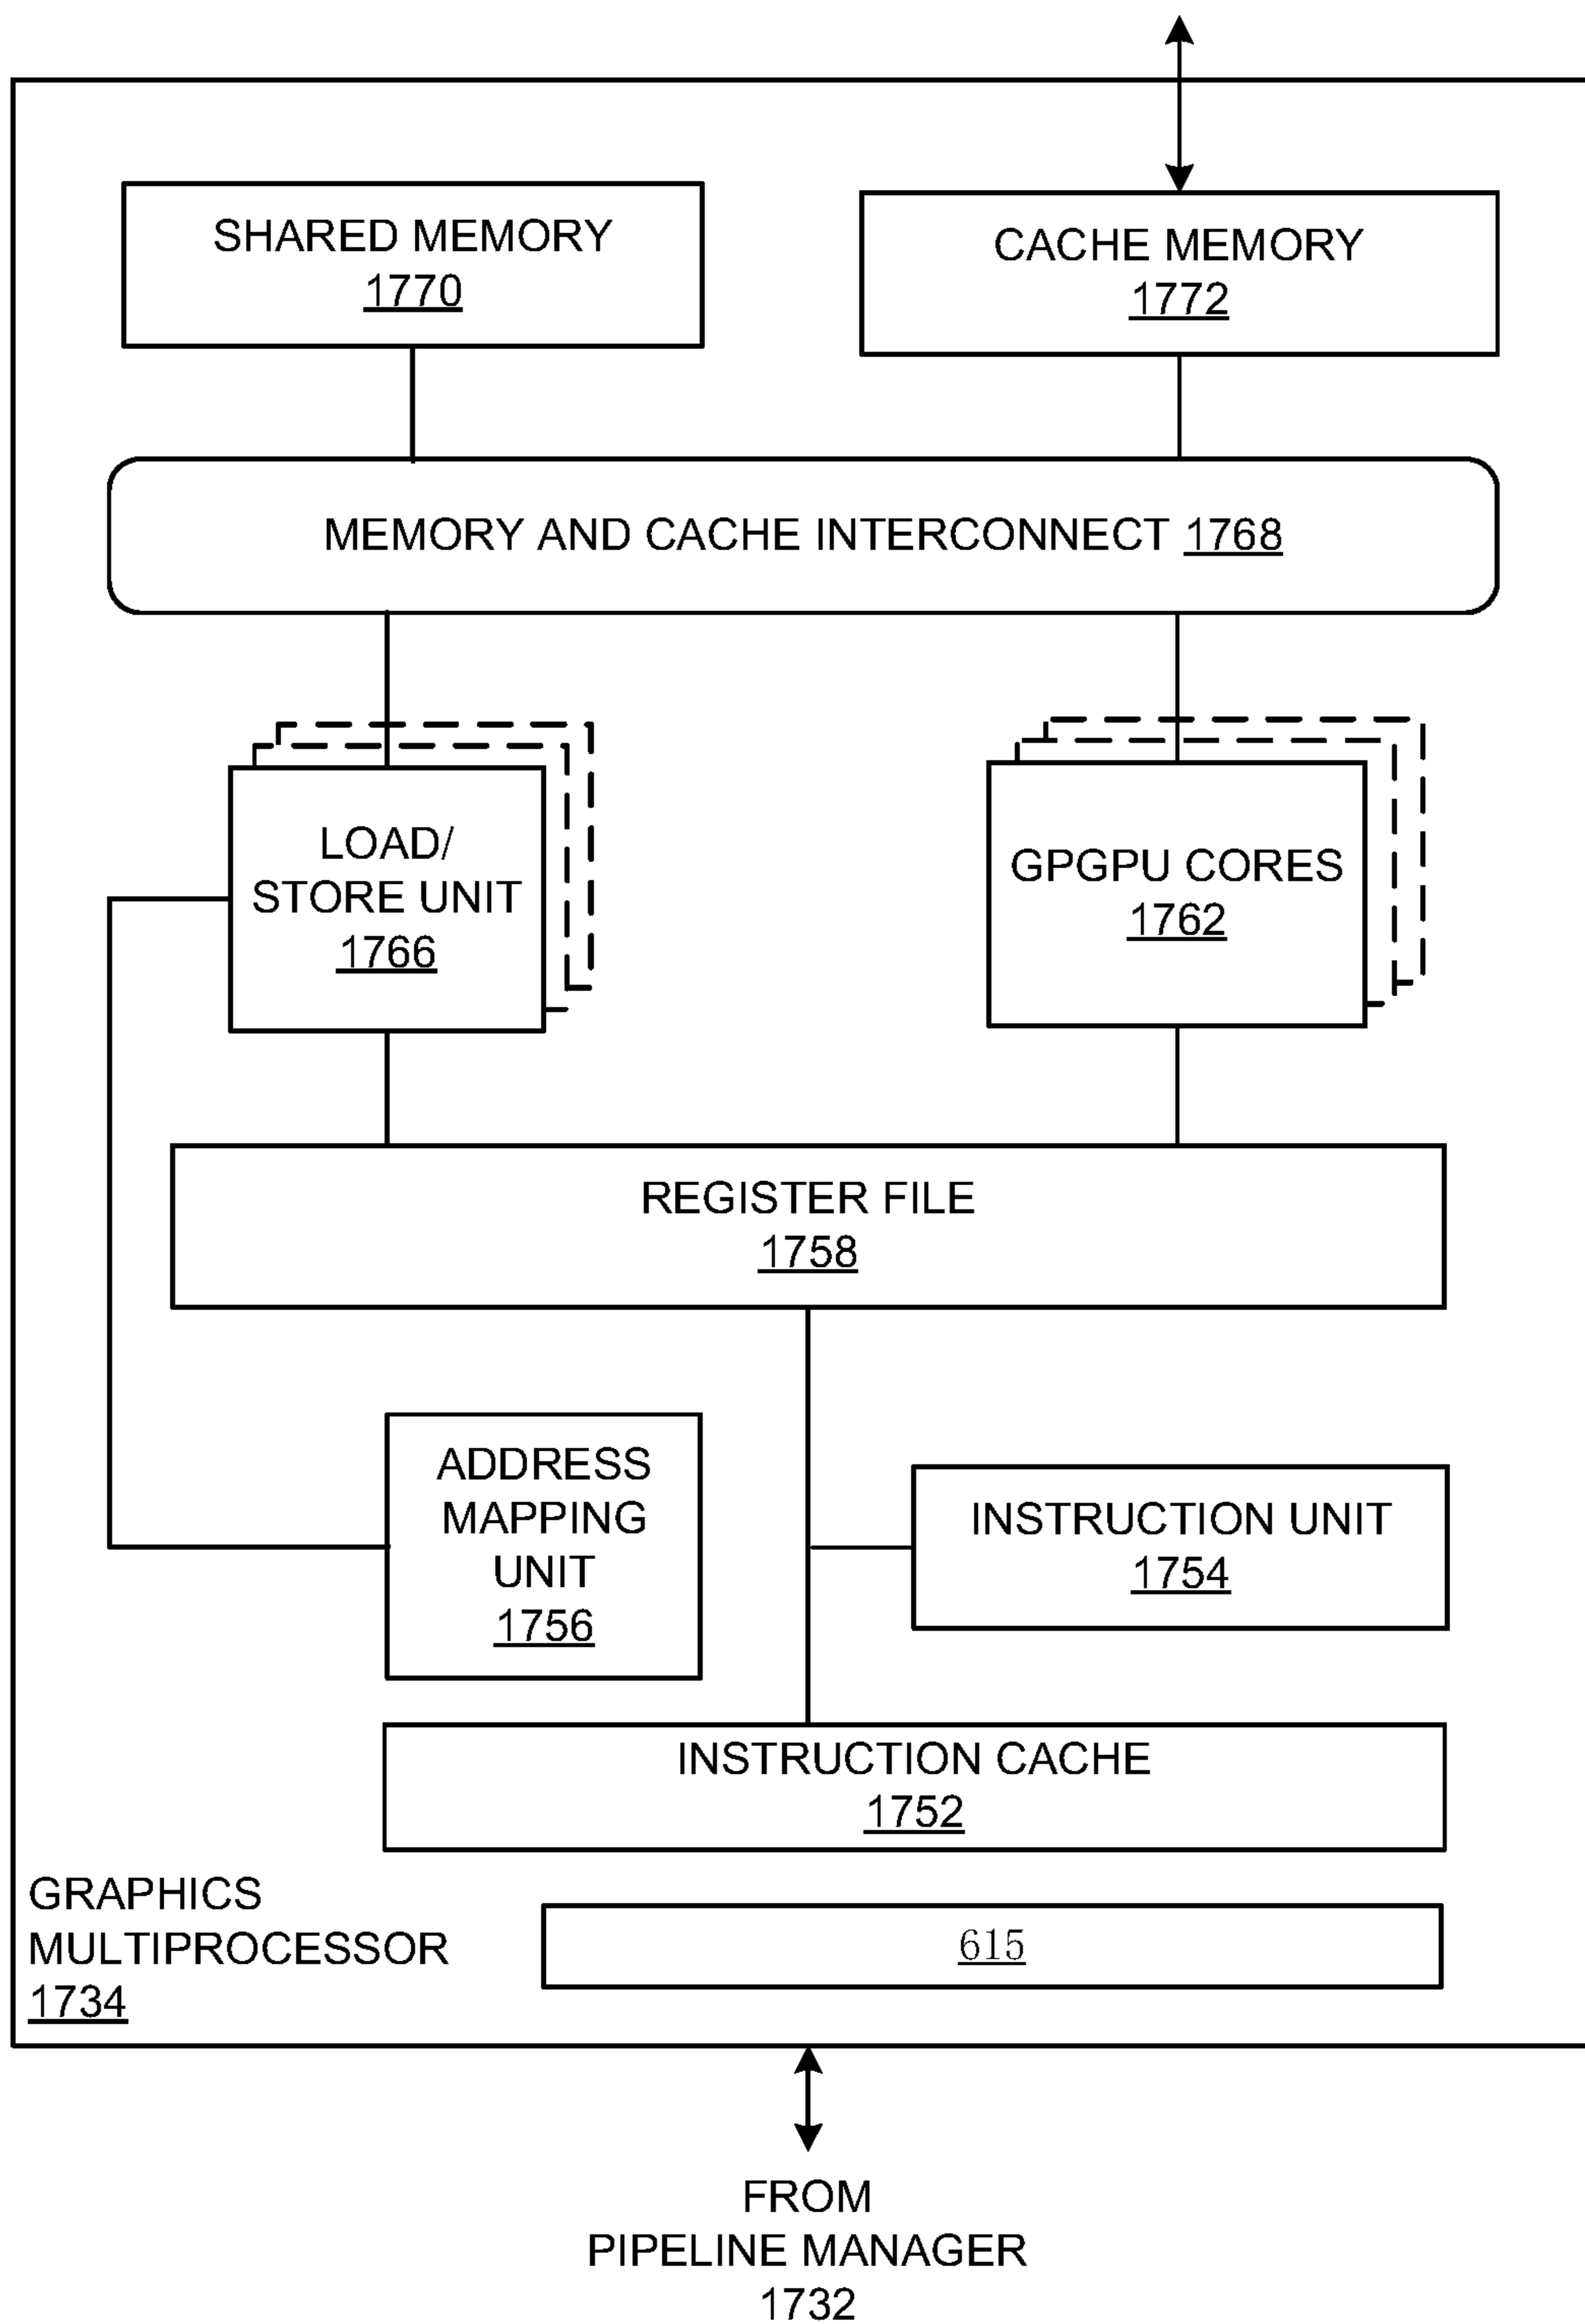 SHARED MEMORY
1770
CACHE MEMORY
1772
MEMORY AND CACHE INTERCONNECT 1768
LOAD/
STORE UNIT
1766
GPGPU CORES
1762
REGISTER FILE
1758
ADDRESS
MAPPING
UNIT
1756
INSTRUCTION UNIT
1754
INSTRUCTION CACHE
1752
GRAPHICS
MULTIPROCESSOR
1734
615
FROM
PIPELINE MANAGER
1732